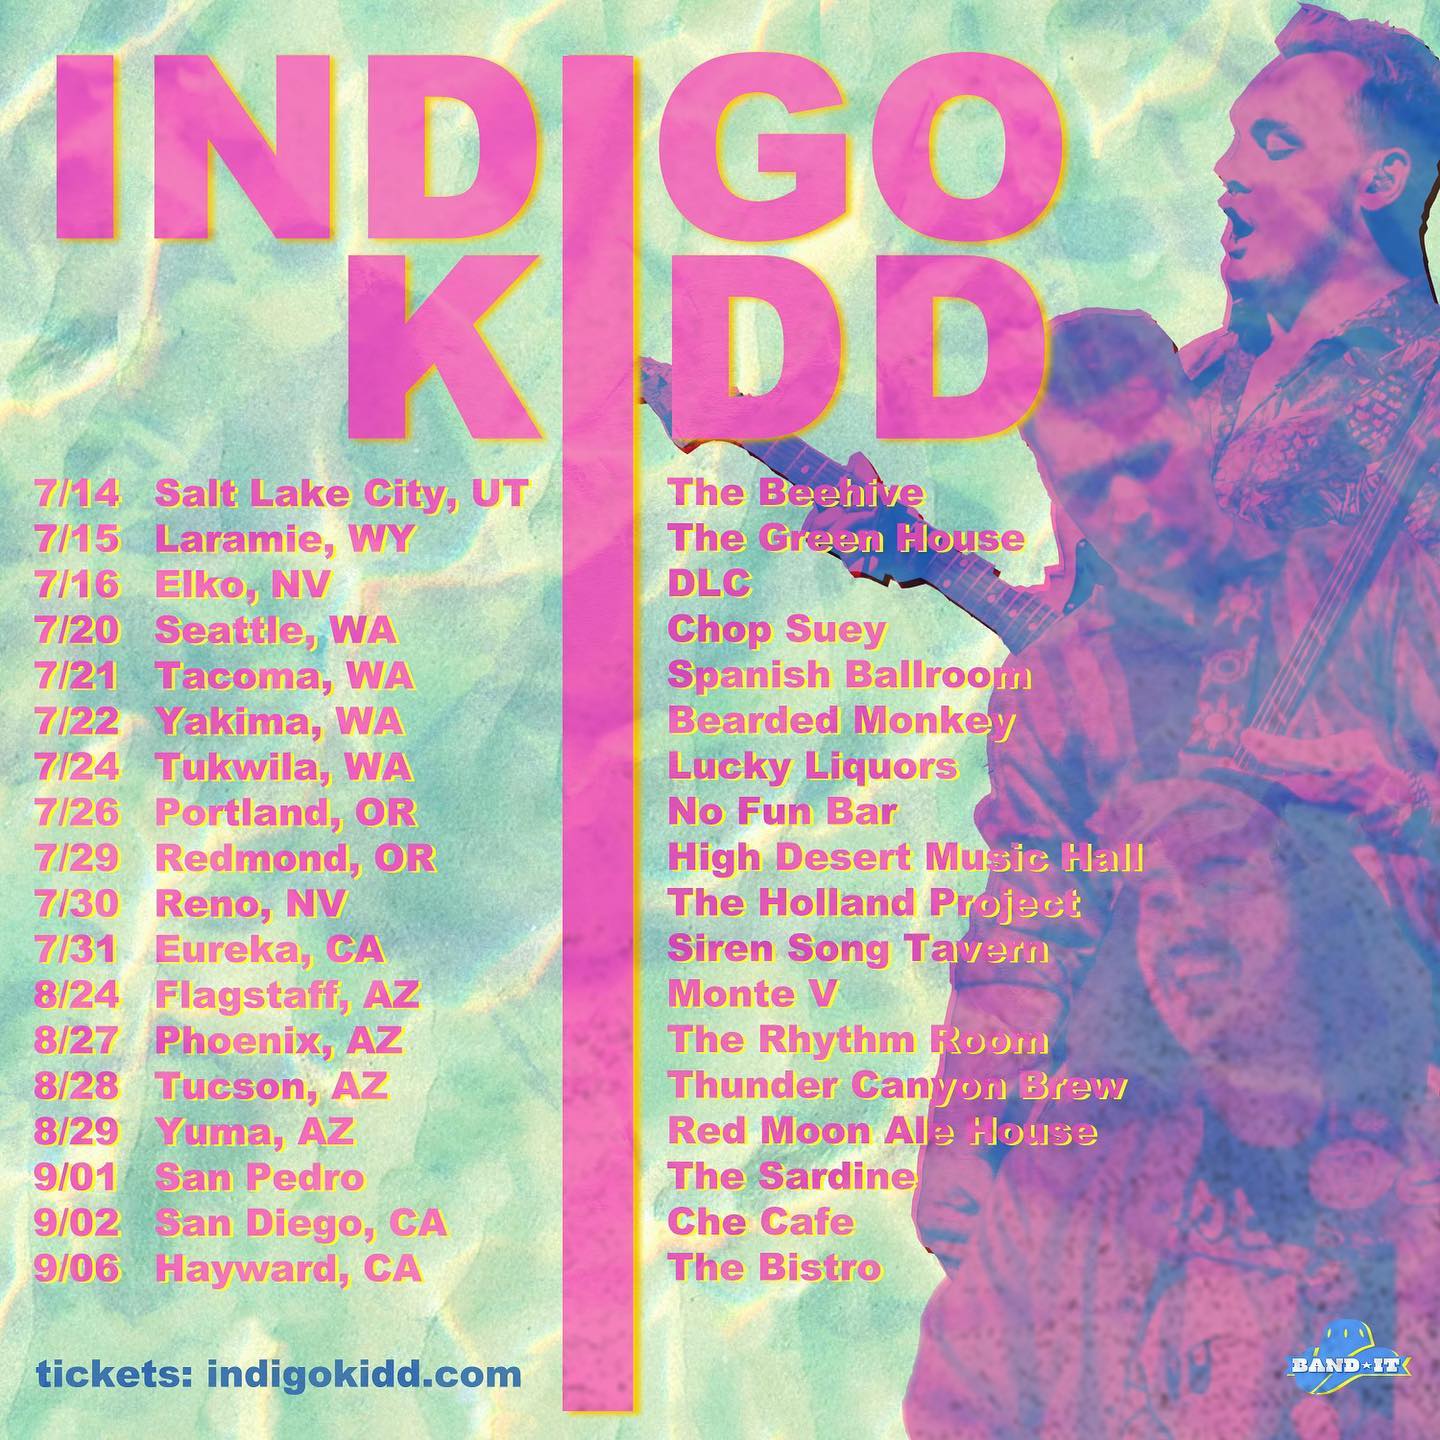 INDIGO
KIDD
7/14 Salt Lake City, UT The Beehive
7/15 Laramie, WY The Green House
7/16 Elko, NV DLC
7/20 Seattle, WA Chop Suey
7/21 Tacoma, WA Spanish Ballroom
7/22 Yakima, WA Bearded Monkey
7/24 Tukwila, WA Lucky Liquors
7/26 Portland, OR No Fun Bar
7/29 Redmond, OR High Desert Music Hall
7/30 Reno, NV The Holland Project
7/31 Eureka, CA Siren Song Tavern
8/24 Flagstaff, AZ Monte V
8/27 Phoenix, AZ The Rhythm Room
8/28 Tucson, AZ Thunder Canyon Brew
8/29 Yuma, AZ Red Moon Ale House
9/01 San Pedro The Sardine
9/02 San Diego, CA Che Cafe
9/06 Hayward, CA The Bistro
tickets: indigokidd.com
BAND★IT